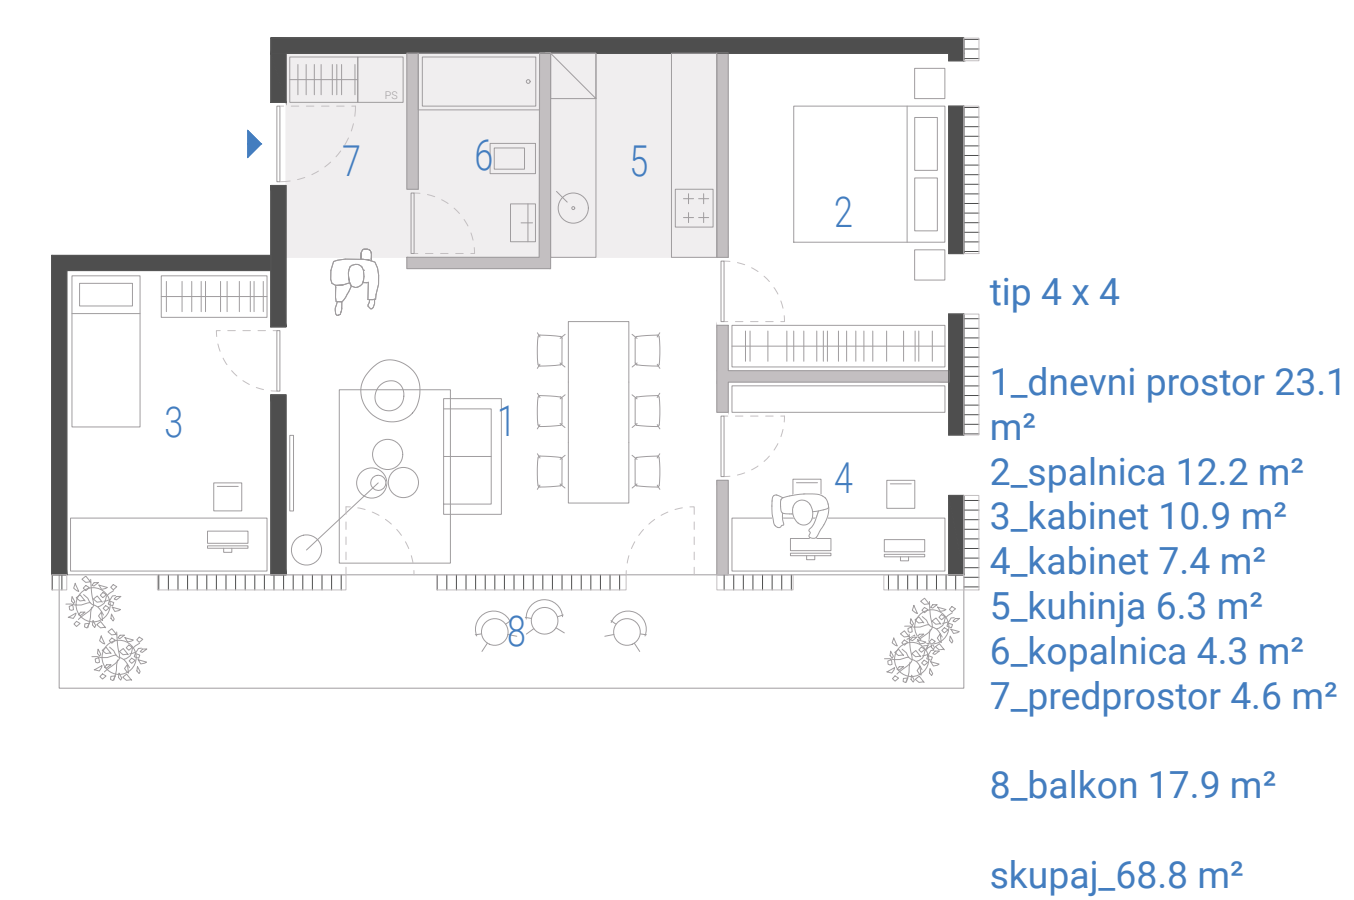 PS
7
6
5
2
tip 4 x 4
1_dnevni prostor 23.1
m²
2_spalnica 12.2 m²
3_kabinet 10.9 m²
4_kabinet 7.4 m²
5_kuhinja 6.3 m²
6_kopalnica 4.3 m²
7_predprostor 4.6 m²
8_balkon 17.9 m²
skupaj_68.8 m²
3
1
4
8